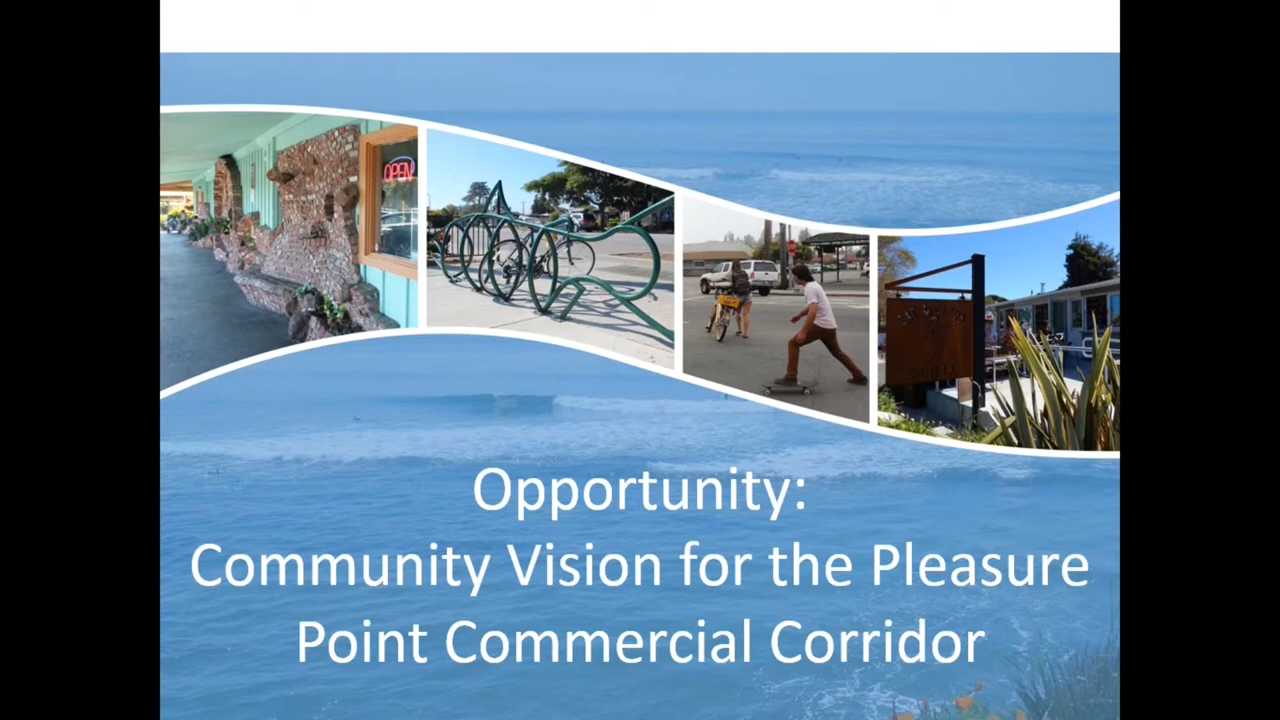 OPEN
Opportunity:
Community Vision for the Pleasure
Point Commercial Corridor